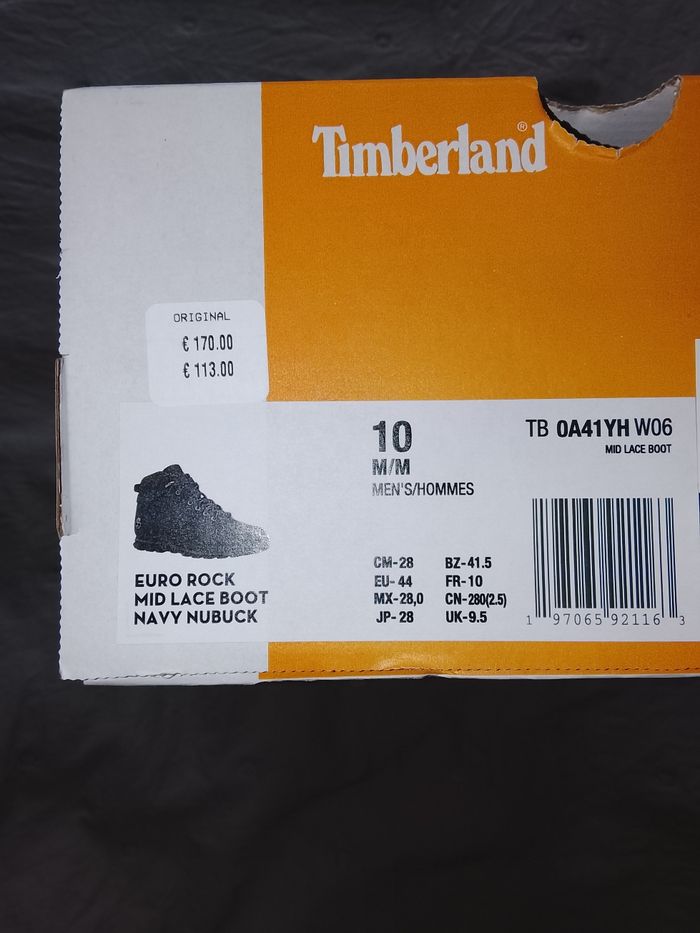 Timberland®
ORIGINAL
€ 170.00
€ 113.00
EURO ROCK
MID LACE BOOT
NAVY NUBUCK
10
M/M
MEN'S/HOMMES
CM-28 BZ-41.5
EU- 44 FR-10
MX-28,0 CN-280(2.5)
JP- 28 UK-9.5
TB 0A41YH W06
MID LACE BOOT
1 97065 92116 3